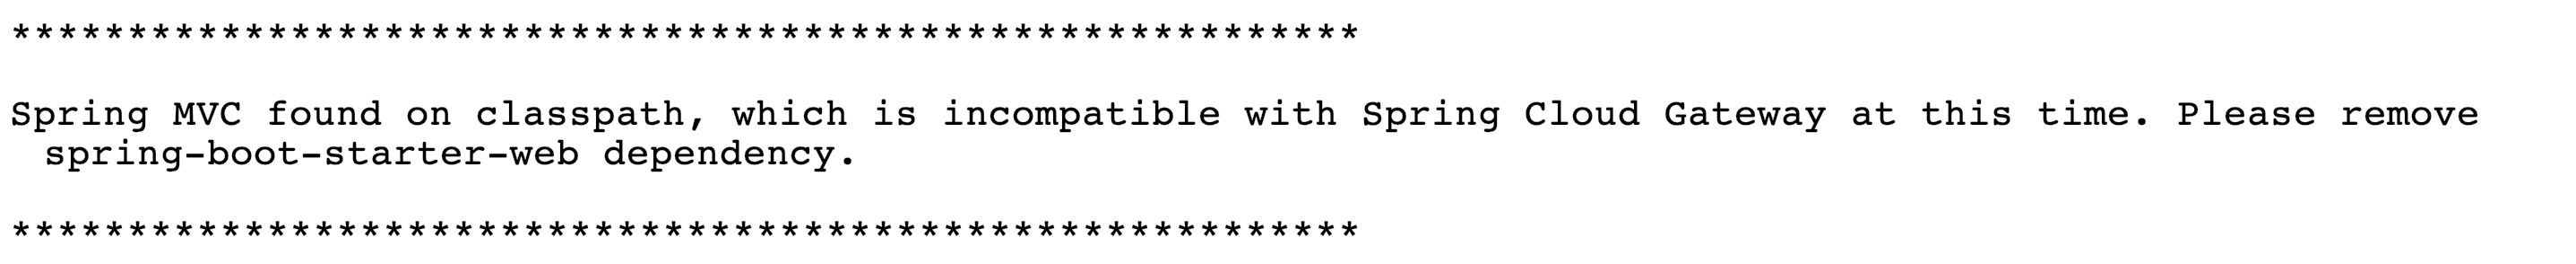 **********************************************************
Spring MVC found on classpath, which is incompatible with Spring Cloud Gateway at this time. Please remove
spring-boot-starter-web dependency.
**********************************************************